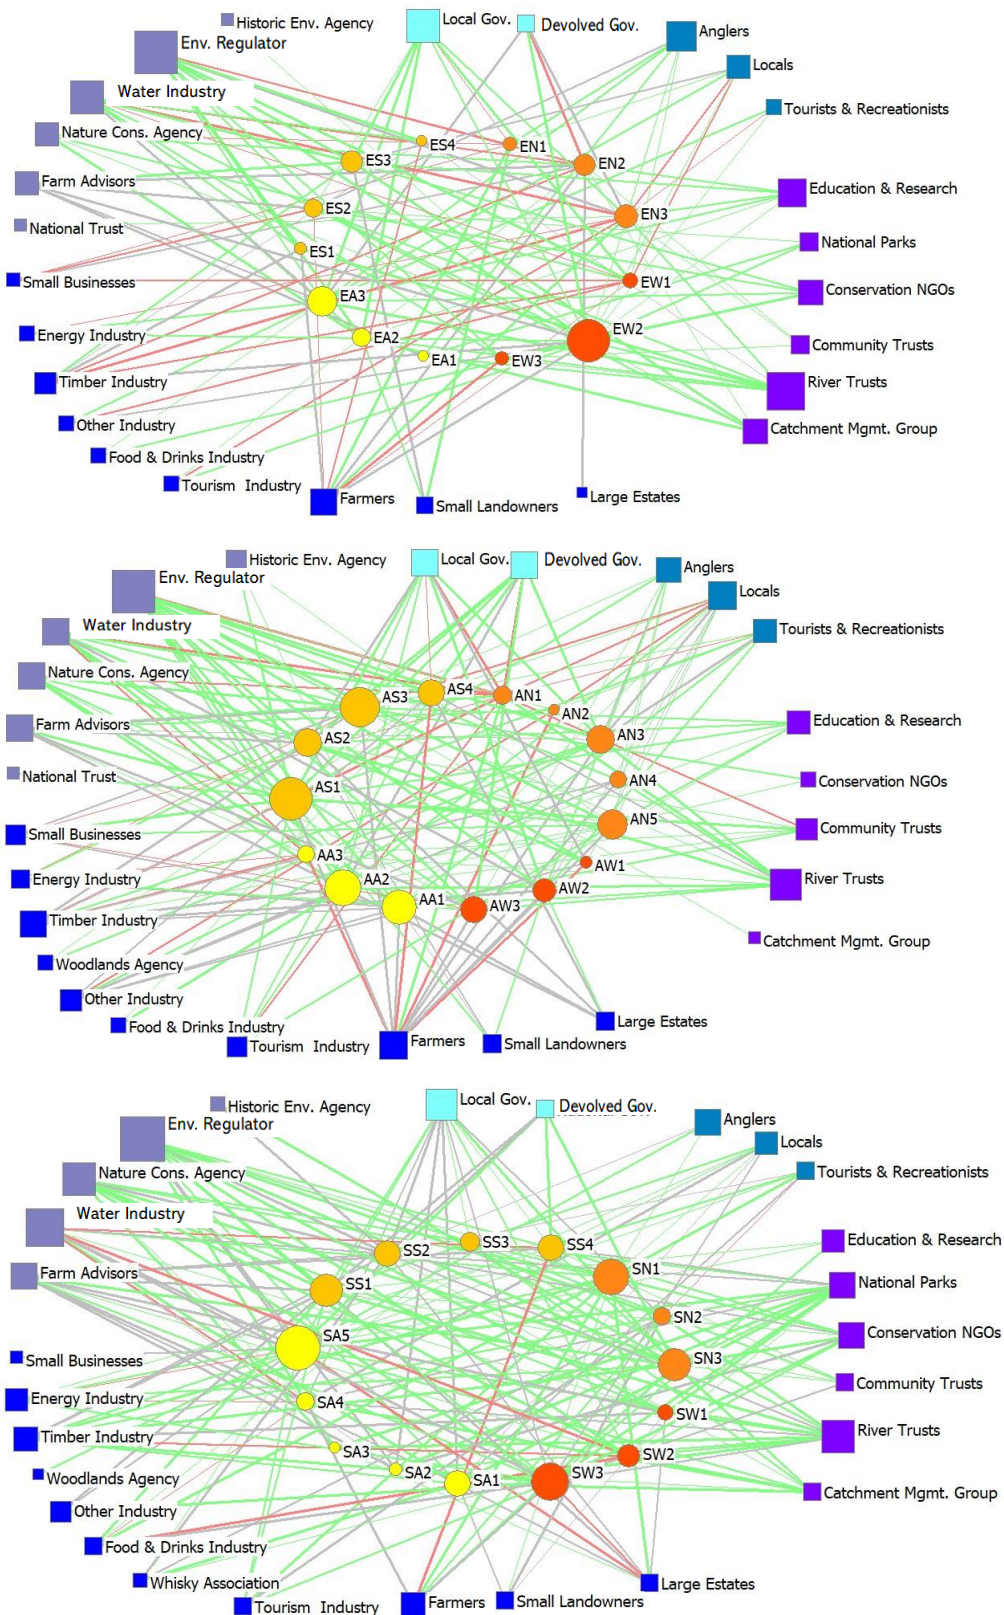 Historic Env. Agency
Local Gov.
Devolved Gov.
Anglers
Env. Regulator
Locals
Water Industry
Tourists & Recreationists
Nature Cons. Agency
ES4
EN1
ES3
EN2
Farm Advisors
Education & Research
ES2
EN3
National Trust
National Parks
ES1
Small Businesses
EW1
Conservation NGOs
EA3
EW2
Energy Industry
EA2
Community Trusts
EA1
EW3
Timber Industry
River Trusts
Other Industry
Catchment Mgmt. Group
Food & Drinks Industry
Tourism Industry
Farmers
Small Landowners
Large Estates
Historic Env. Agency
Local Gov.
Devolved Gov.
Anglers
Env. Regulator
Locals
Water Industry
Tourists & Recreationists
Nature Cons. Agency
AS3
AS4
AN1
AN2
Farm Advisors
Education & Research
AS2
AN3
National Trust
AS1
AN4
Conservation NGOs
Small Businesses
AN5
Community Trusts
AA3
AW1
Energy Industry
AA2
AW2
River Trusts
AA1
AW3
Timber Industry
Catchment Mgmt. Group
Woodlands Agency
Other Industry
Food & Drinks Industry
Large Estates
Tourism Industry
Farmers
Small Landowners
Historic Env. Agency
Local Gov.
Devolved Gov.
Env. Regulator
Anglers
Locals
Nature Cons. Agency
Tourists & Recreationists
Water Industry
SS2
SS3
SS4
Education & Research
Farm Advisors
SS1
SN1
National Parks
SN2
SA5
Conservation NGOs
Small Businesses
SN3
Community Trusts
Energy Industry
SA4
SW1
Timber Industry
SA3
SW2
River Trusts
Woodlands Agency
SA2
SA1
SW3
Catchment Mgmt. Group
Other Industry
Food & Drinks Industry
Whisky Association
Large Estates
Tourism Industry
Farmers
Small Landowners